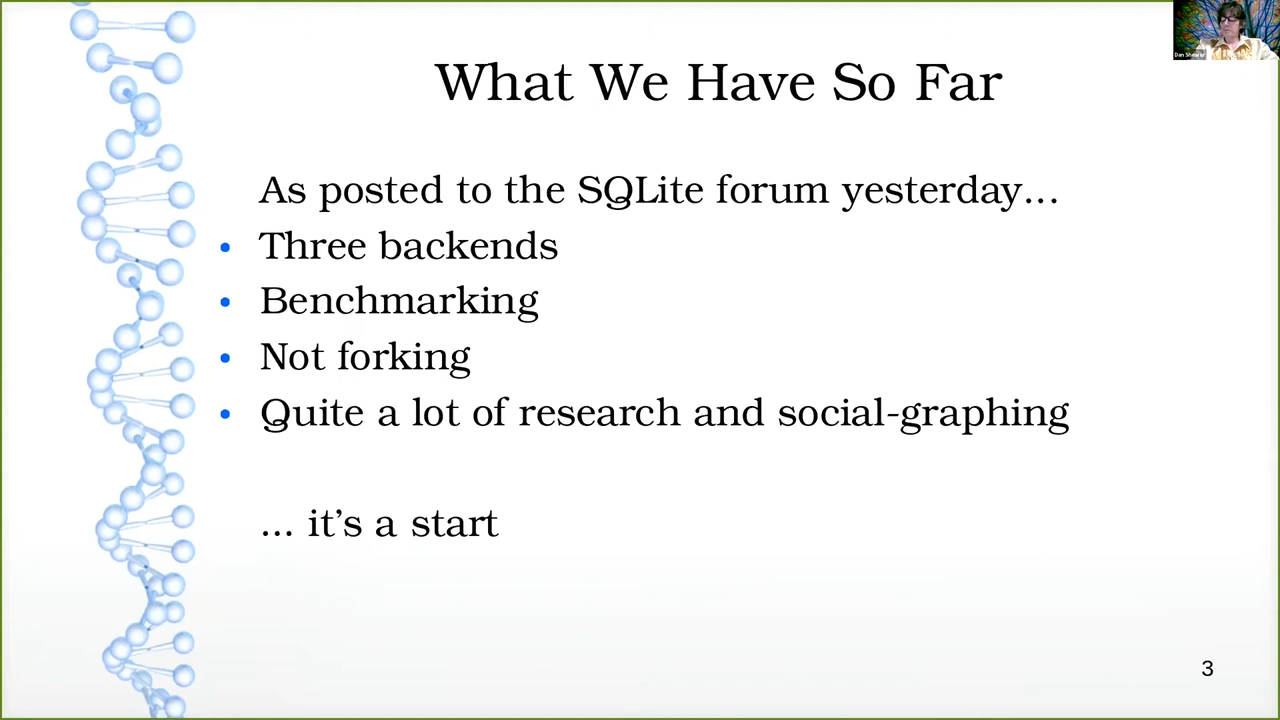 What We Have So Far
As posted to the SQLite forum yesterday...
• Three backends
• Benchmarking
• Not forking
• Quite a lot of research and social-graphing
... it’s a start
3
Dan